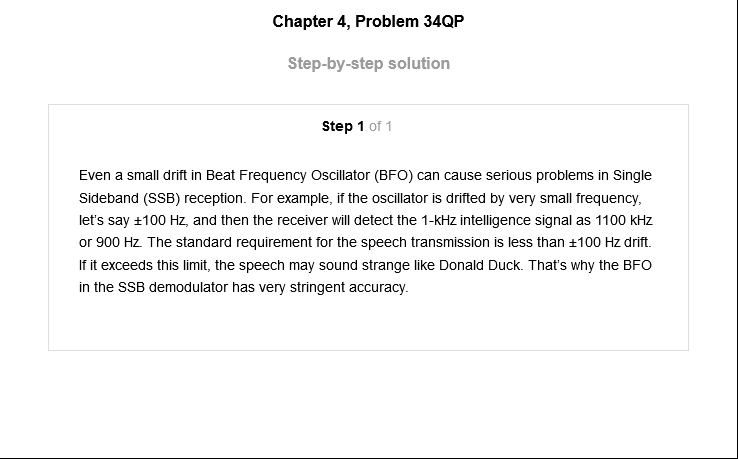 Chapter 4, Problem 34QP
Step-by-step solution
Step 1 of 1
Even a small drift in Beat Frequency Oscillator (BFO) can cause serious problems in Single
Sideband (SSB) reception. For example, if the oscillator is drifted by very small frequency,
let's say ±100 Hz, and then the receiver will detect the 1-kHz intelligence signal as 1100 kHz
or 900 Hz. The standard requirement for the speech transmission is less than ±100 Hz drift.
If it exceeds this limit, the speech may sound strange like Donald Duck. That's why the BFO
in the SSB demodulator has very stringent accuracy.